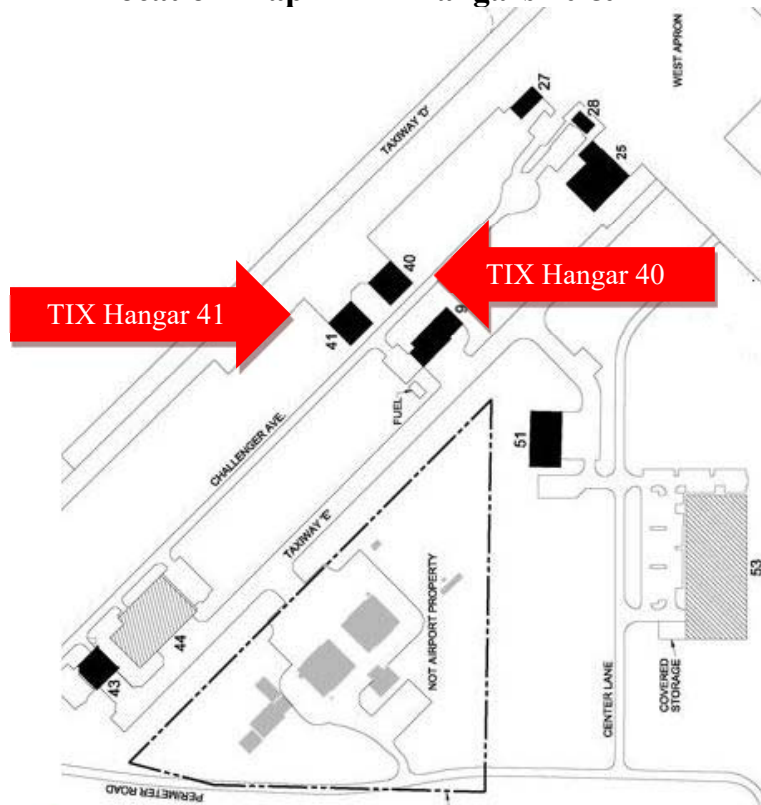 WEST APRON
27
TAXIWAY 'D'
28
25
40
TIX Hangar 40
TIX Hangar 41
41
9
FUEL
51
CHALLENGER AVE.
TAXIWAY 'E'
NOT AIRPORT PROPERTY
53
44
43
COVERED
STORAGE
CENTER LANE
PERIMETER ROAD